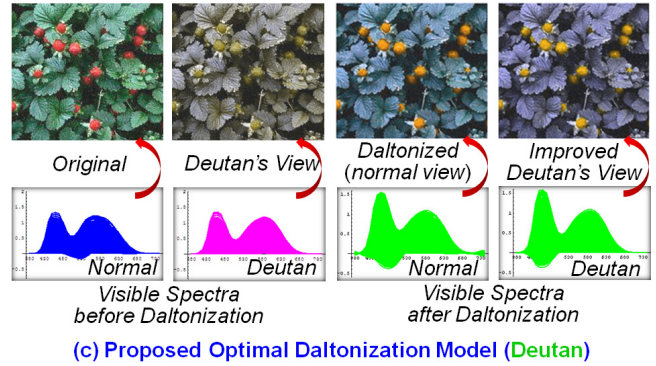 Original
Deutan's View
Daltonized
(normal view)
Improved
Deutan's View
Normal
Deutan
Normal
Deutan
Visible Spectra
before Daltonization
Visible Spectra
after Daltonization
(c) Proposed Optimal Daltonization Model (Deutan)